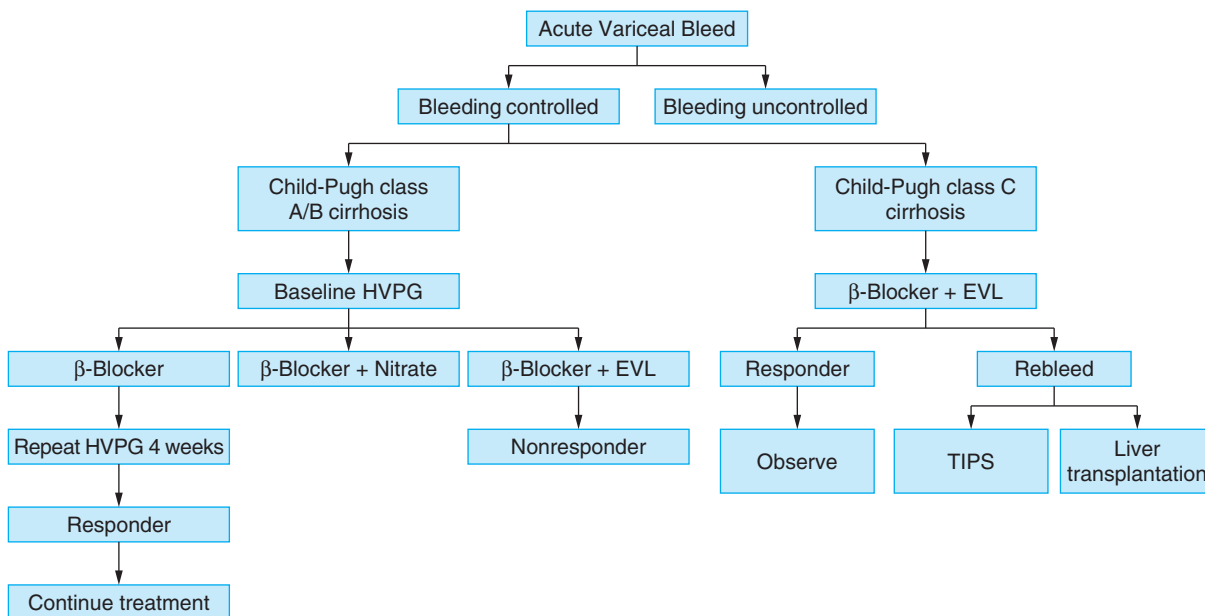 Acute Variceal Bleed
Bleeding controlled
Bleeding uncontrolled
Child-Pugh class
A/B cirrhosis
Child-Pugh class C
cirrhosis
Baseline HVPG
β-Blocker + EVL
β-Blocker
β-Blocker + Nitrate
β-Blocker + EVL
Responder
Rebleed
Repeat HVPG 4 weeks
Nonresponder
Observe
TIPS
Liver
transplantation
Responder
Continue treatment